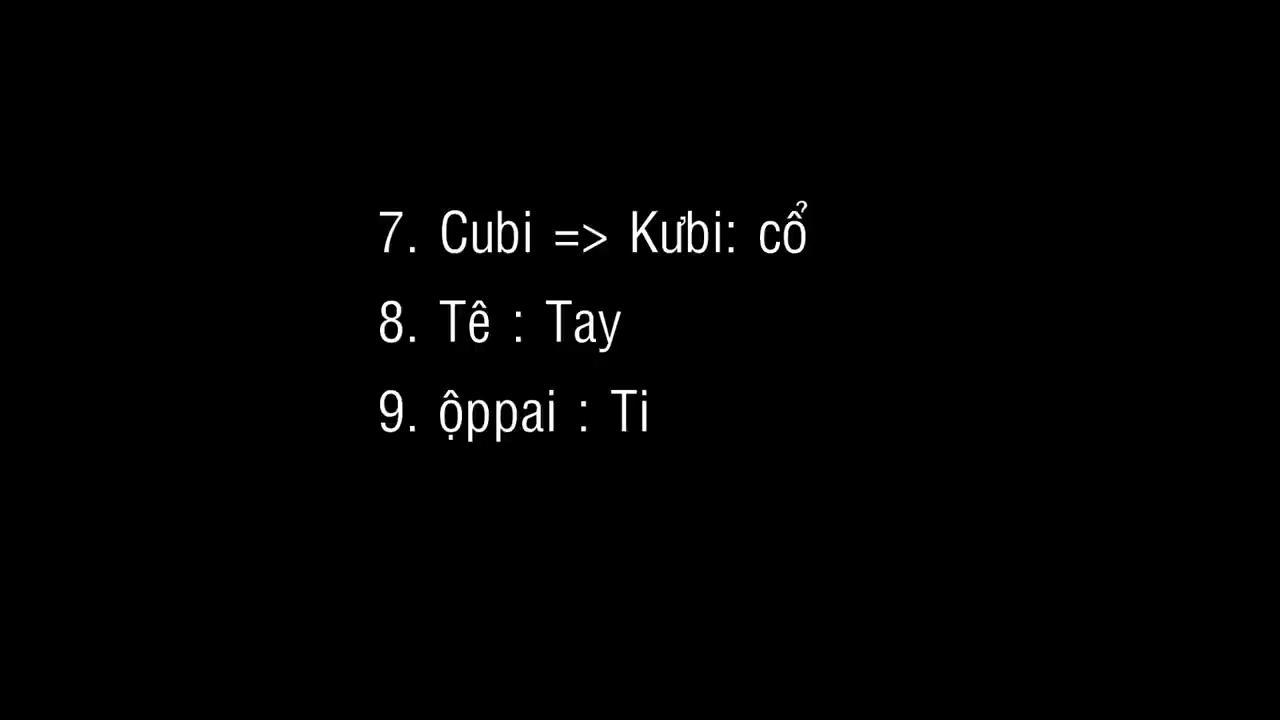 7. Cubi => Kưbi: cổ
8. Tê : Tay
9. ộppai : Ti